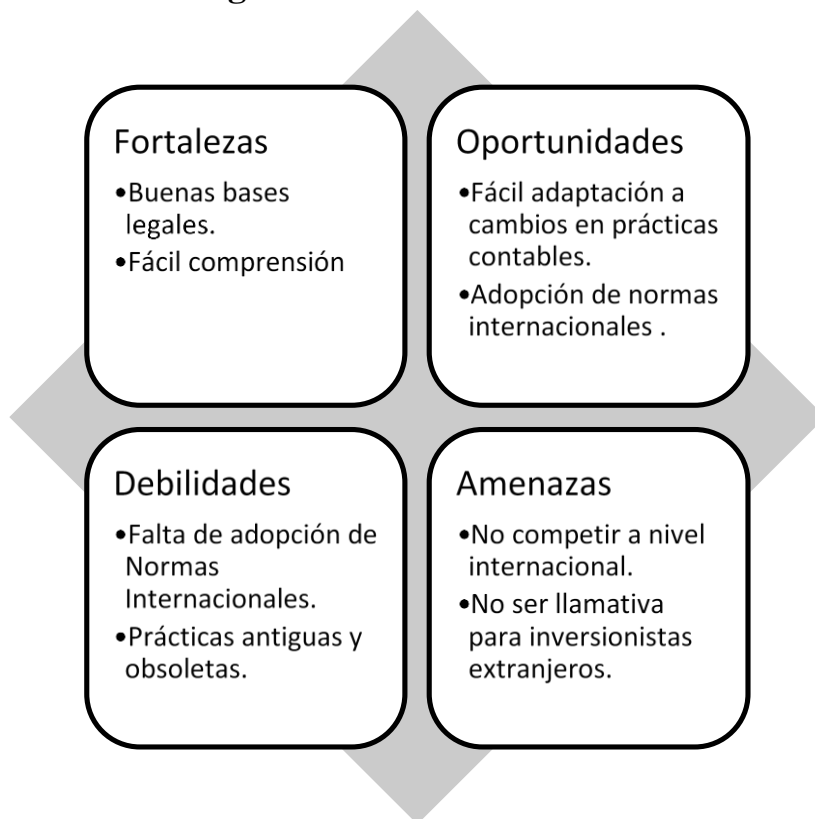 Fortalezas
•Buenas bases
legales.
•Fácil comprensión
Oportunidades
•Fácil adaptación a
cambios en prácticas
contables.
•Adopción de normas
internacionales .
Debilidades
•Falta de adopción de
Normas
Internacionales.
•Prácticas antiguas y
obsoletas.
Amenazas
•No competir a nivel
internacional.
•No ser llamativa
para inversionistas
extranjeros.